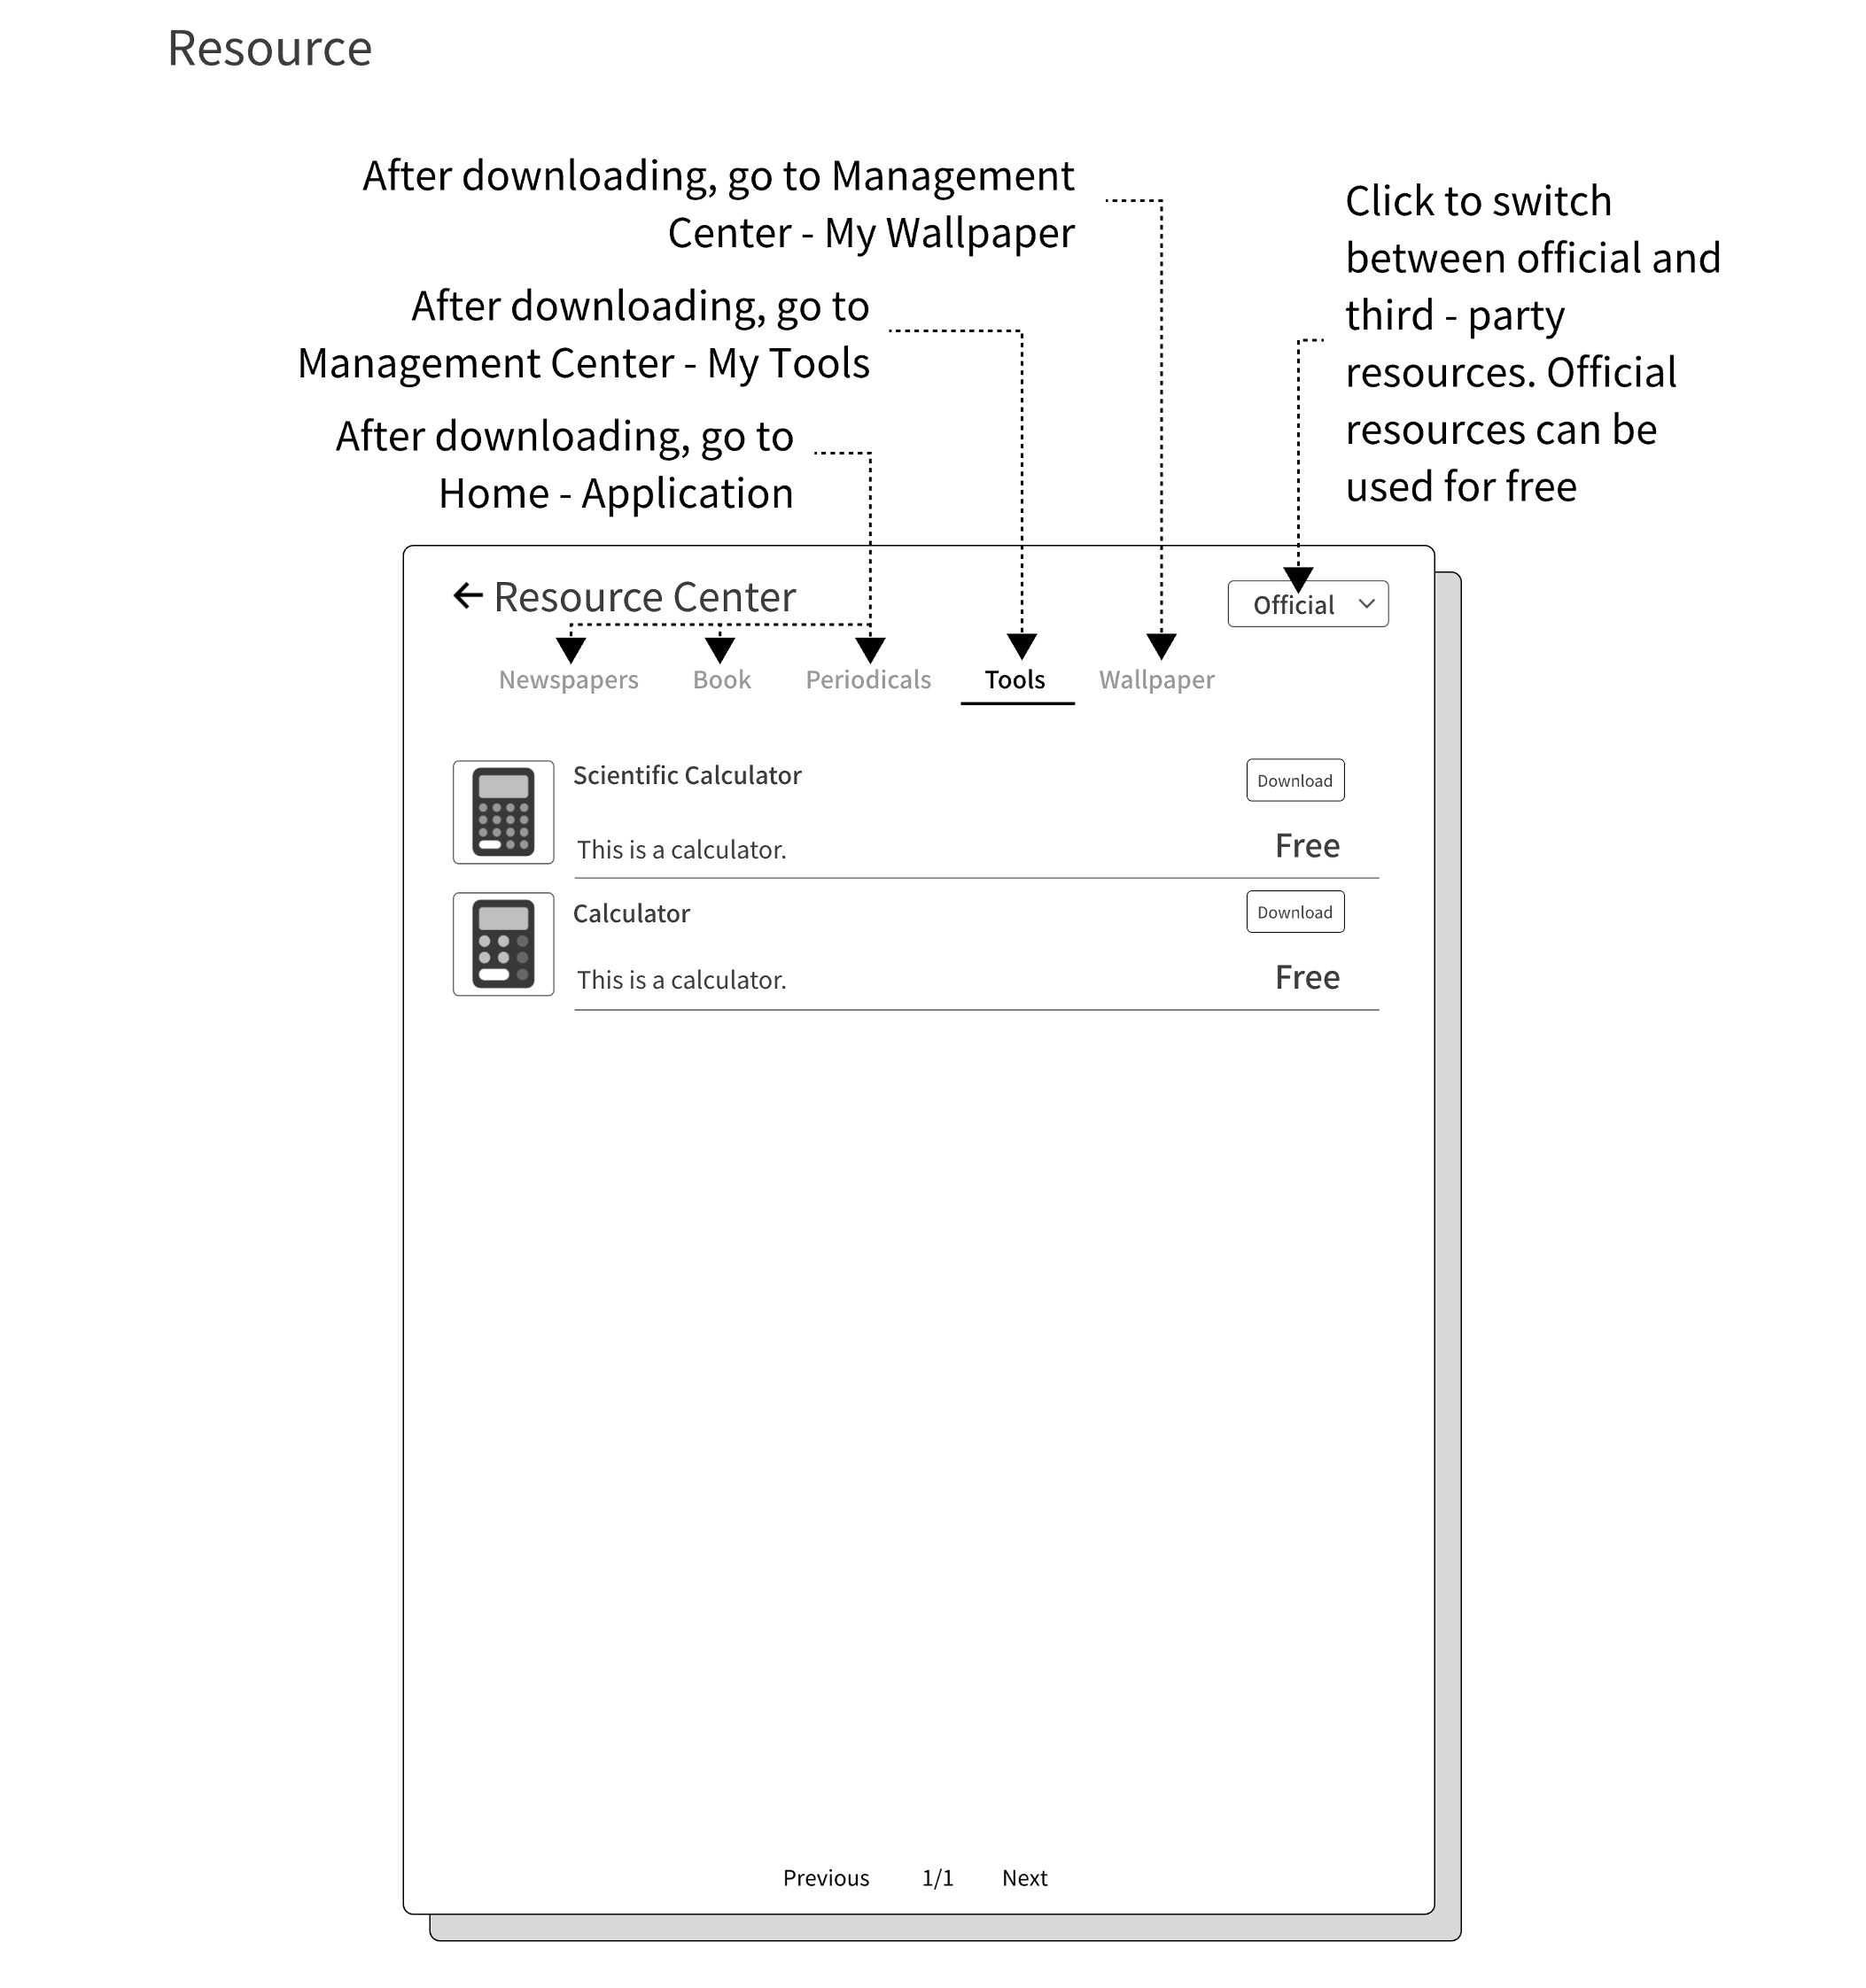 Resource
After downloading, go to Management
Center - My Wallpaper
After downloading, go to
Management Center - My Tools
After downloading, go to
Home - Application
Click to switch
between official and
third - party
resources. Official
resources can be
used for free
Resource Center
Official
Newspapers Book Periodicals Tools Wallpaper
Scientific Calculator
Download
This is a calculator.
Free
Calculator
Download
This is a calculator.
Free
Previous 1/1 Next